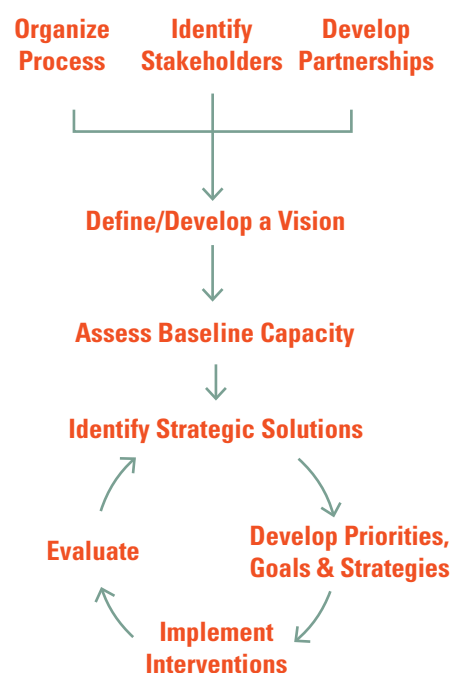 Organize
Process
Identify
Stakeholders
Develop
Partnerships
Define/Develop a Vision
Assess Baseline Capacity
Identify Strategic Solutions
Develop Priorities,
Goals & Strategies
Implement
Interventions
Evaluate